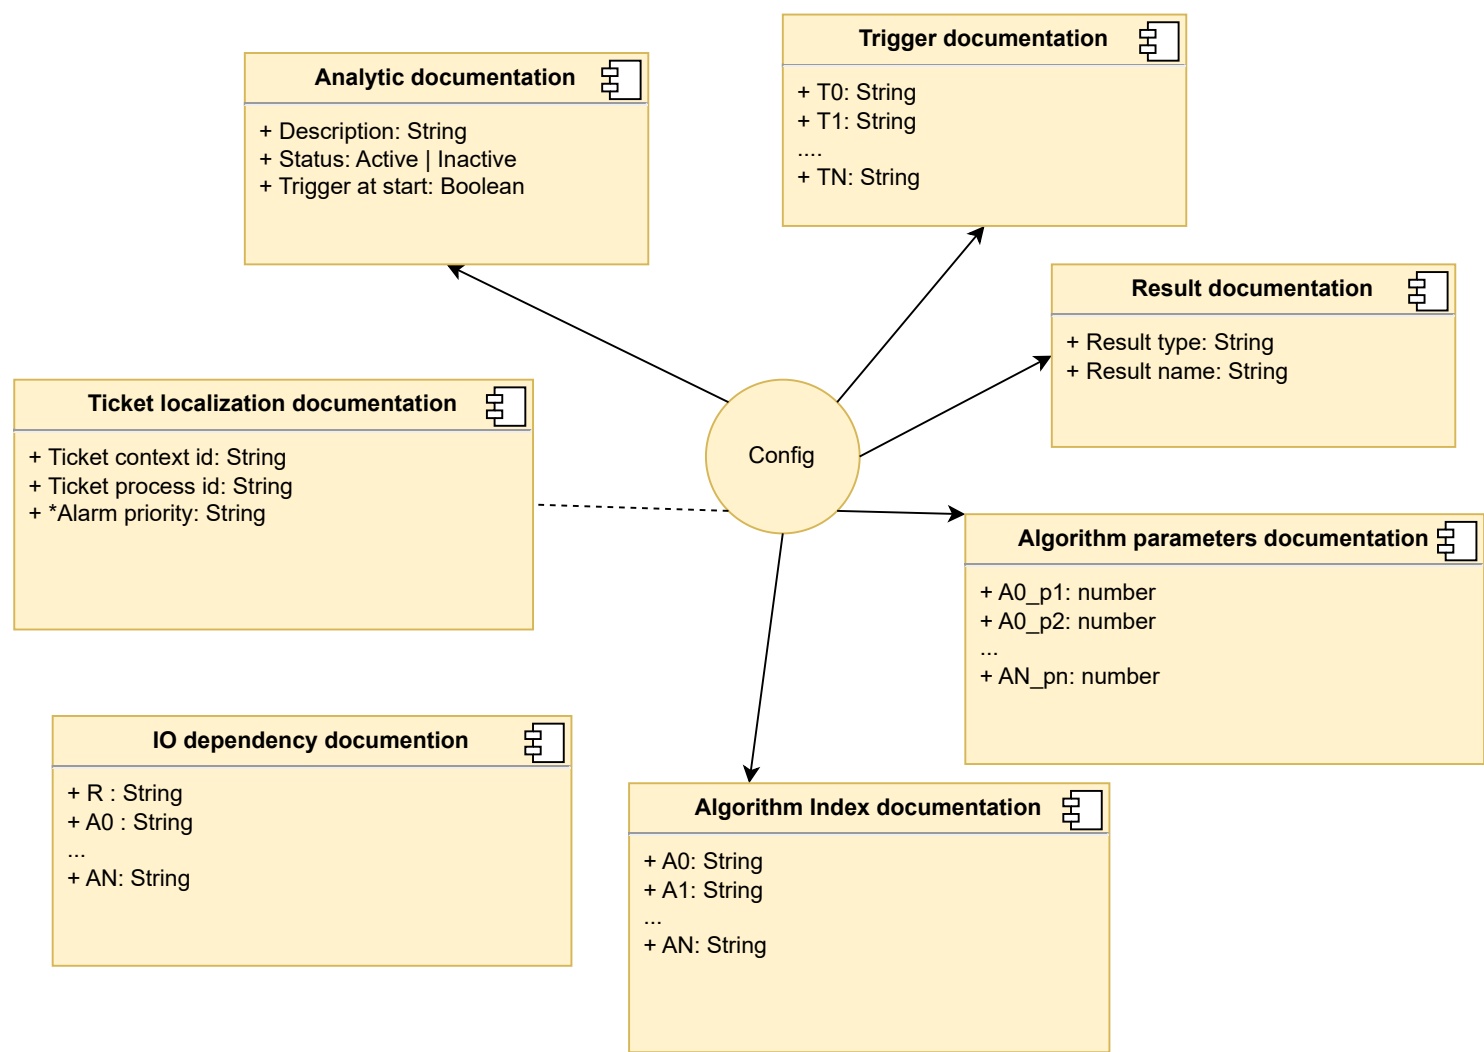 Trigger documentation
+ T0: String
+ T1: String
....
+ TN: String
Analytic documentation
+ Description: String
+ Status: Active | Inactive
+ Trigger at start: Boolean
Result documentation
+ Result type: String
+ Result name: String
Ticket localization documentation
+ Ticket context id: String
+ Ticket process id: String
+ *Alarm priority: String
Config
Algorithm parameters documentation
+ A0_p1: number
+ A0_p2: number
...
+ AN_pn: number
IO dependency documention
+ R : String
+ A0 : String
...
+ AN: String
Algorithm Index documentation
+ A0: String
+ A1: String
...
+ AN: String